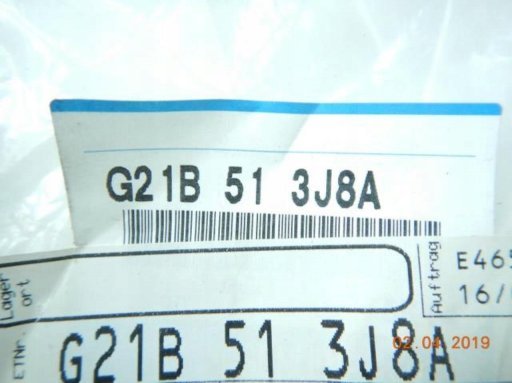 G21B 51 3J8A
Lager
ort
Auftrag
E465
16/
ETNr.
G21B 51 3J8A
02.04.2019